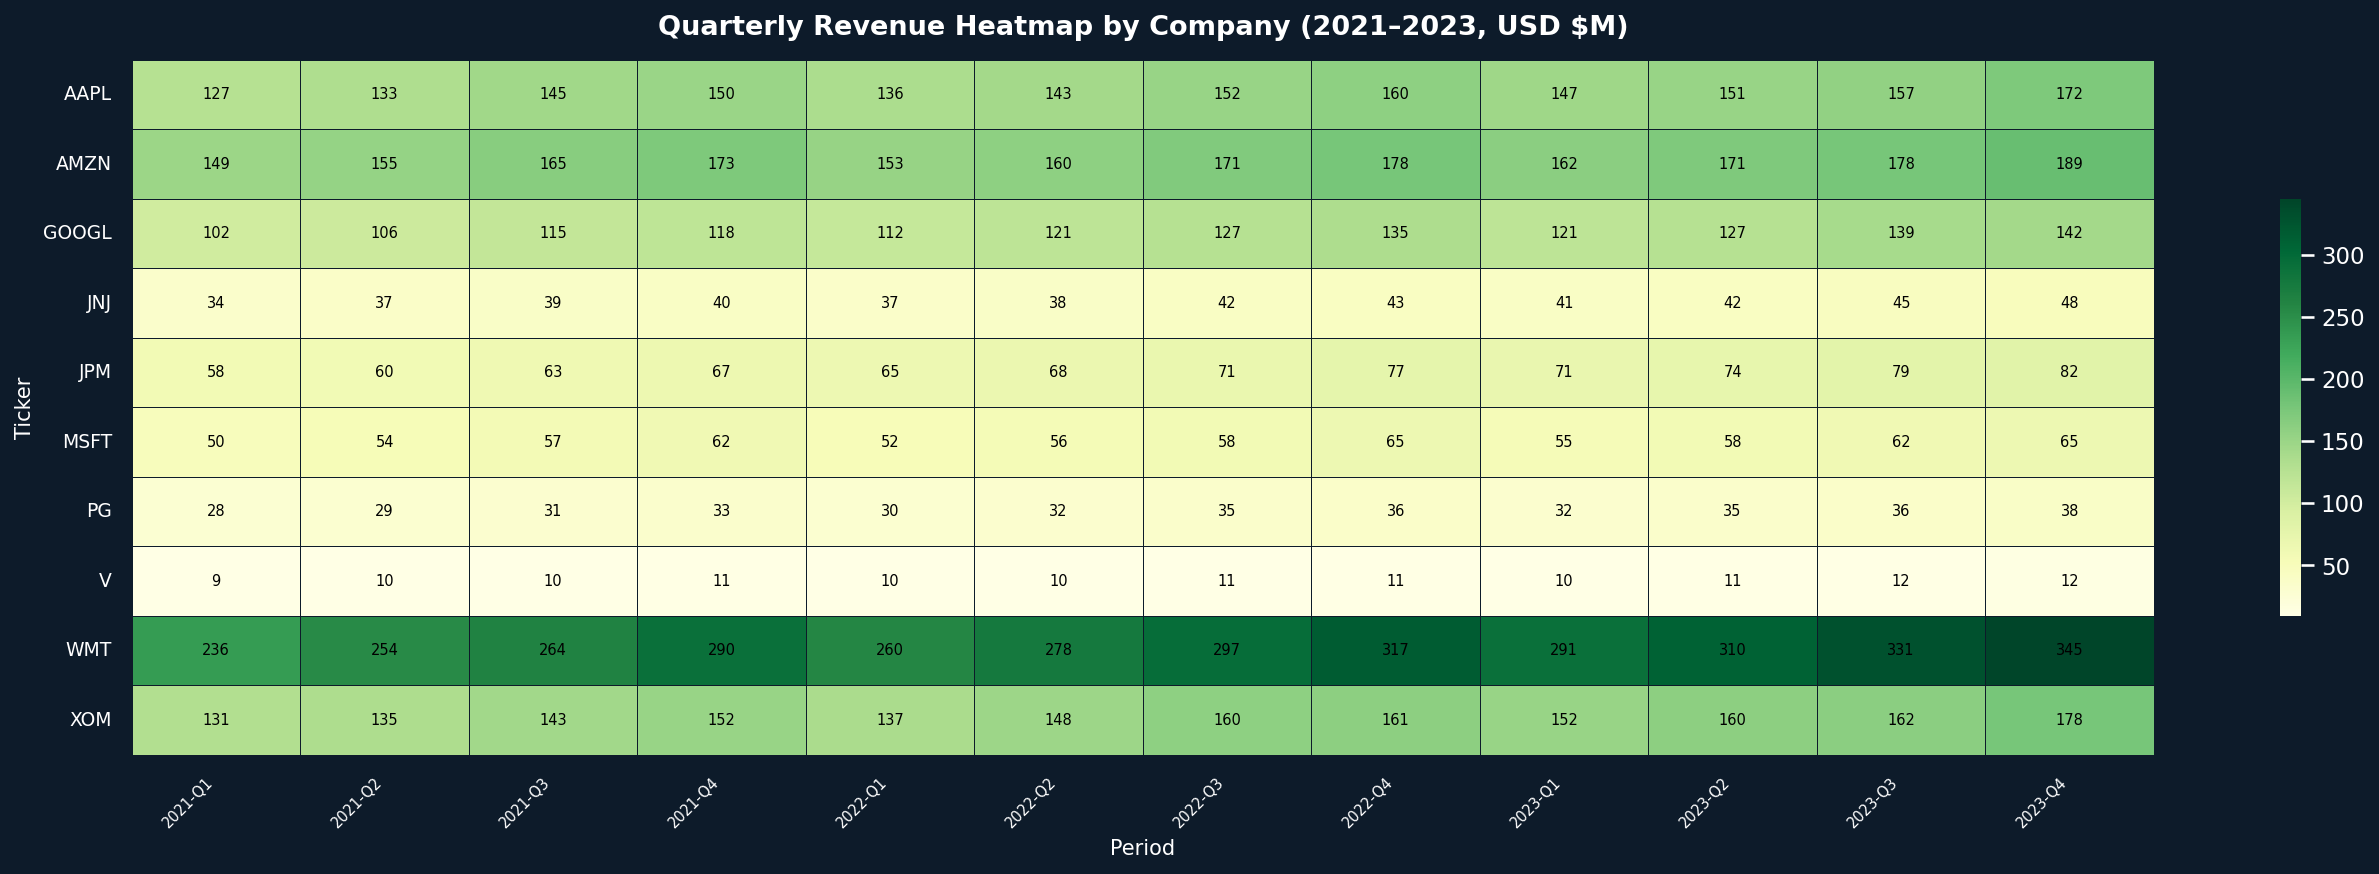 Quarterly Revenue Heatmap by Company (2021–2023, USD $M)
AAPL 127 133 145 150 136 143 152 160 147 151 157 172
AMZN 149 155 165 173 153 160 171 178 162 171 178 189
GOOGL 102 106 115 118 112 121 127 135 121 127 139 142
JNJ 34 37 39 40 37 38 42 43 41 42 45 48
JPM 58 60 63 67 65 68 71 77 71 74 79 82
MSFT 50 54 57 62 52 56 58 65 55 58 62 65
PG 28 29 31 33 30 32 35 36 32 35 36 38
V 9 10 10 11 10 10 11 11 10 11 12 12
WMT 236 254 264 290 260 278 297 317 291 310 331 345
XOM 131 135 143 152 137 148 160 161 152 160 162 178
Ticker
2021-Q1 2021-Q2 2021-Q3 2021-Q4 2022-Q1 2022-Q2 2022-Q3 2022-Q4 2023-Q1 2023-Q2 2023-Q3 2023-Q4
Period
300
250
200
150
100
50